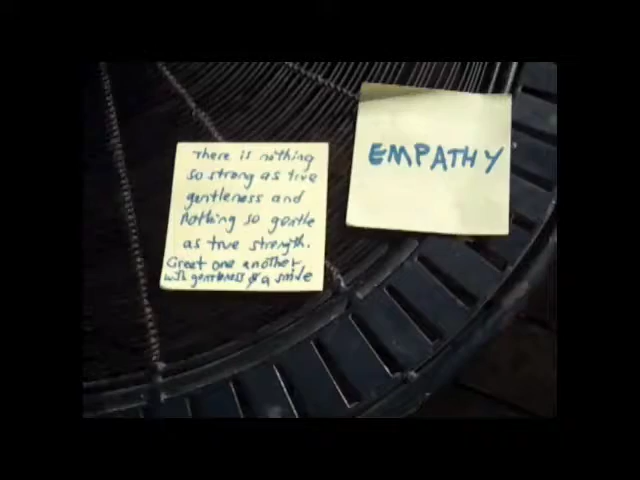 There is nothing
so strong as true
gentleness and
Nothing so gentle
as true strength.
Greet one another
with gentleness & a smile
EMPATHY